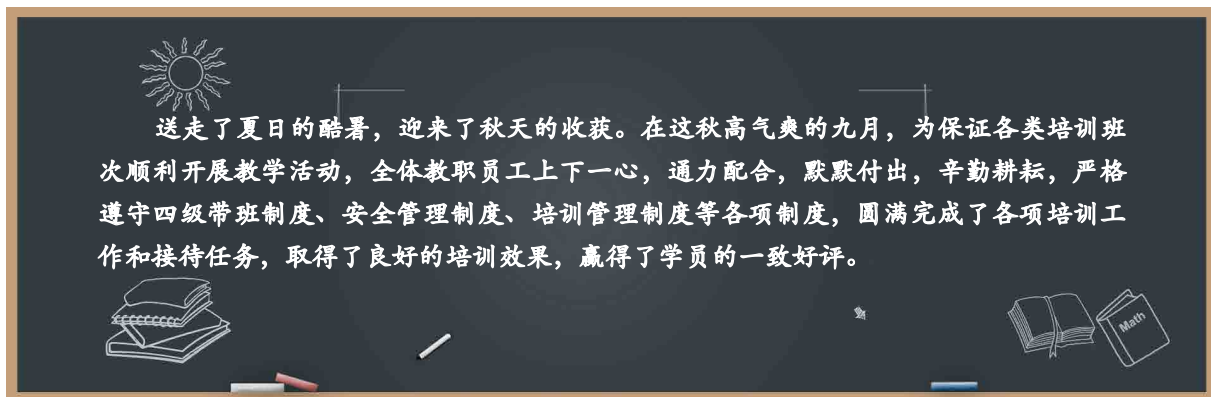 送走了夏日的酷暑，迎来了秋天的收获。在这秋高气爽的九月，为保证各类培训班
次顺利开展教学活动，全体教职员工上下一心，通力配合，默默付出，辛勤耕耘，严格
遵守四级带班制度、安全管理制度、培训管理制度等各项制度，圆满完成了各项培训工
作和接待任务，取得了良好的培训效果，赢得了学员的一致好评。
Math